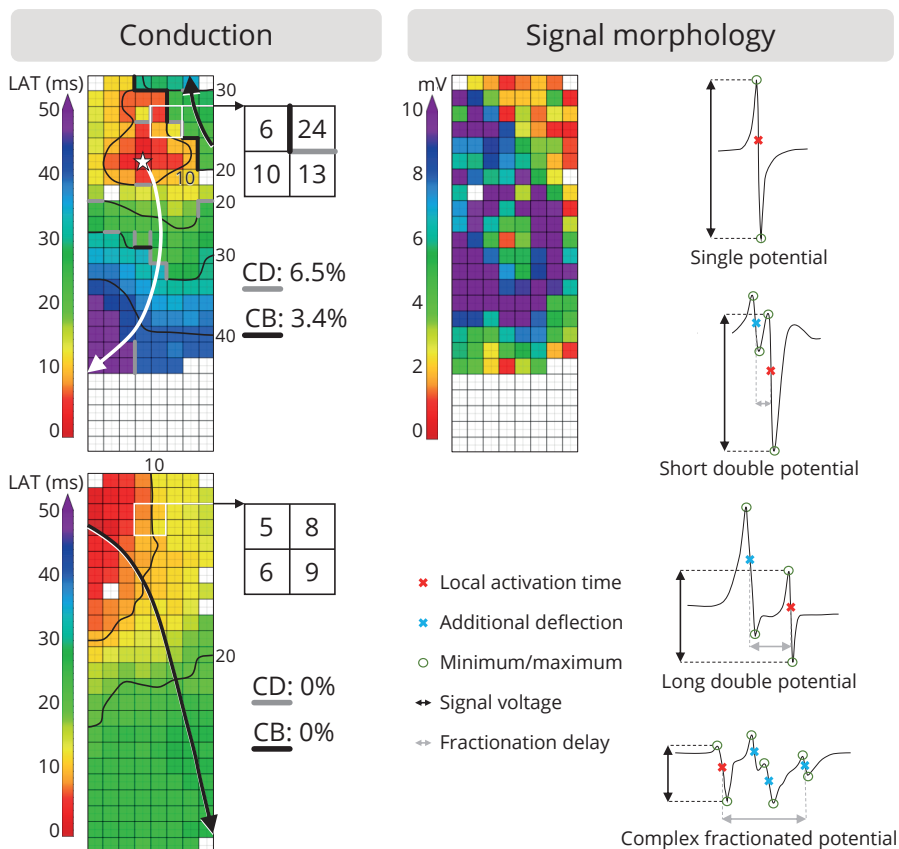 Conduction
Signal morphology
LAT (ms)
50
40
30
20
10
0
30
20
10
20
30
40
6 24
10 13
CD: 6.5%
CB: 3.4%
mV
10
8
6
4
2
0
Single potential
Short double potential
Long double potential
Complex fractionated potential
LAT (ms)
50
40
30
20
10
0
10
20
5 8
6 9
CD: 0%
CB: 0%
Local activation time
Additional deflection
Minimum/maximum
Signal voltage
Fractionation delay